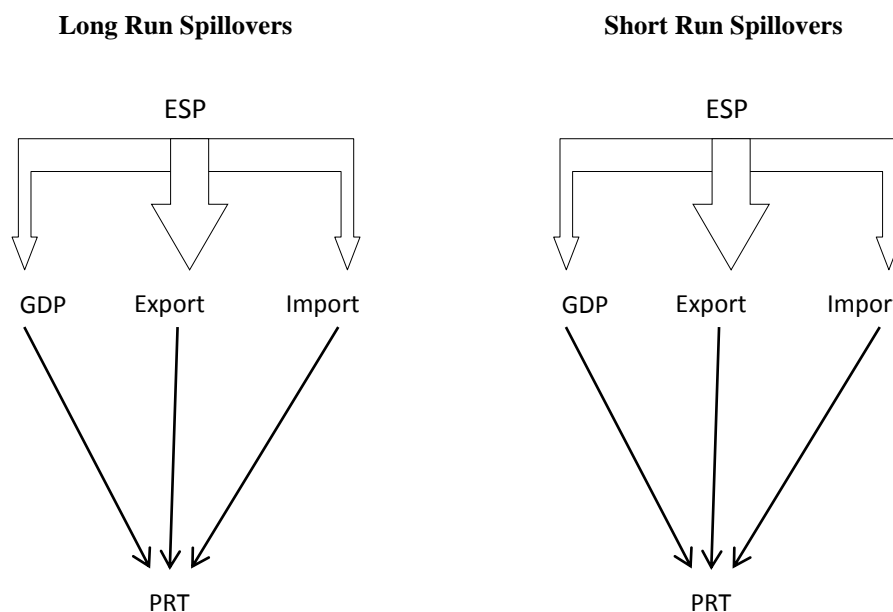 Long Run Spillovers
Short Run Spillovers
ESP
ESP
GDP Export Import
GDP Export Impor
PRT
PRT